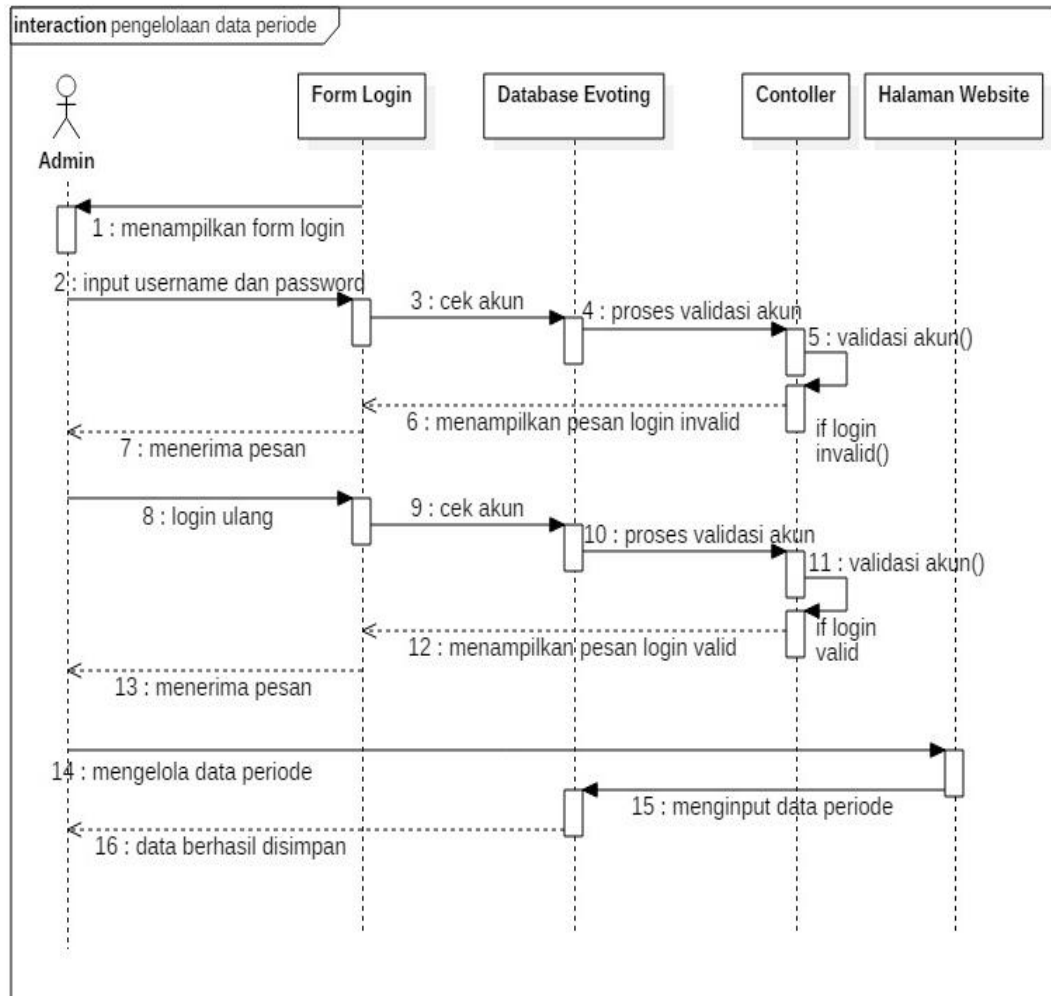 interaction pengelolaan data periode
Form Login
Database Evoting
Contoller
Halaman Website
Admin
1 : menampilkan form login
2 : input username dan password
3 : cek akun
4 : proses validasi akun
5 : validasi akun()
6 : menampilkan pesan login invalid
if login
invalid()
7 : menerima pesan
8 : login ulang
9 : cek akun
10 : proses validasi akun
11 : validasi akun()
12 : menampilkan pesan login valid
if login
valid
13 : menerima pesan
14 : mengelola data periode
15 : menginput data periode
16 : data berhasil disimpan